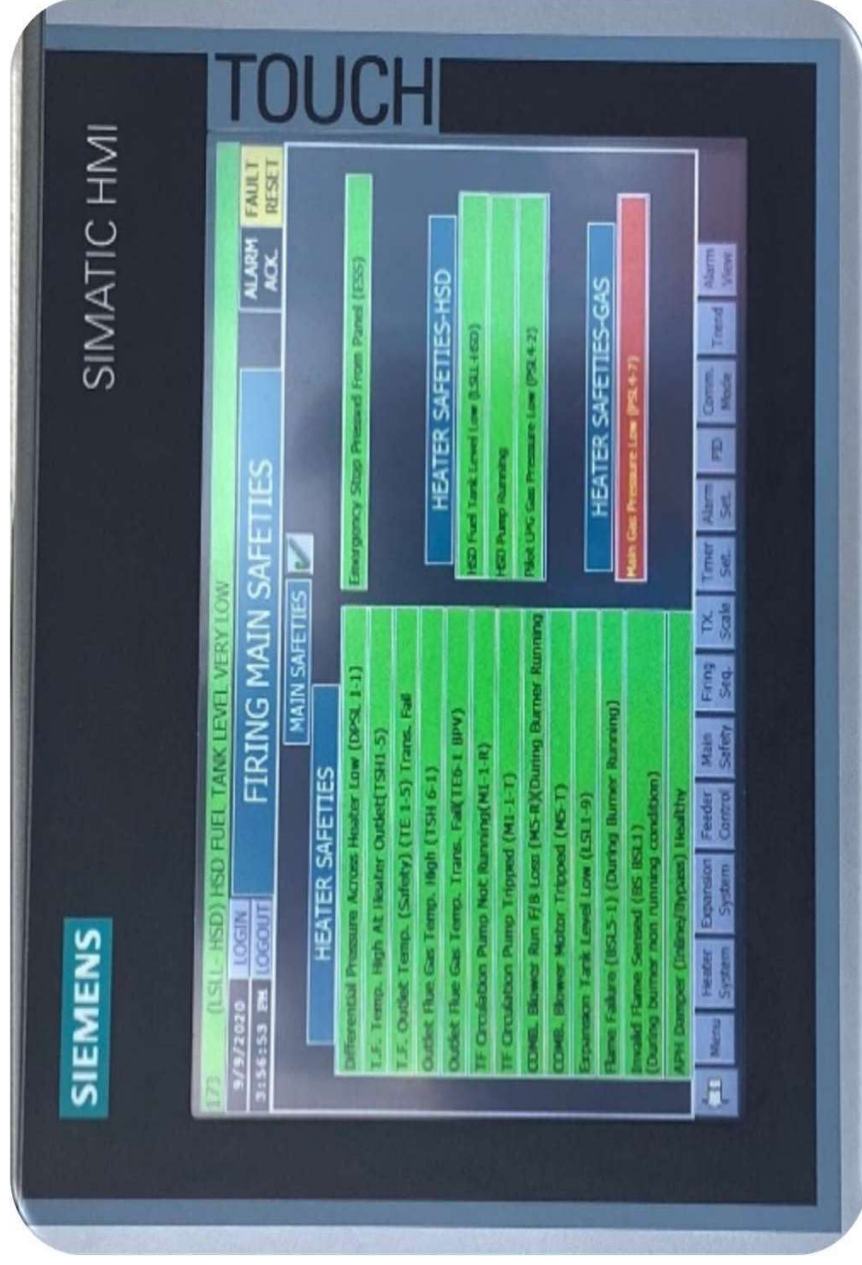 SIEMENS
SIMATIC HMI
TOUCH
173 (LSLL- HSD) HSD FUEL TANK LEVEL VERY LOW
9/9/2020 LOGIN
3:56:53 PM LOGOUT
FIRING MAIN SAFETIES
ALARM ACK.
FAULT RESET
MAIN SAFETIES
HEATER SAFETIES
Differential Pressure Across Heater Low (DPSL 1-1)
T.F. Temp. High At Heater Outlet(TSH1-5)
T.F. Outlet Temp. (Safety) (TE 1-5) Trans. Fail
Outlet Flue Gas Temp. High (TSH 6-1)
Outlet Flue Gas Temp. Trans. Fail(TE6-1 BPV)
TF Circulation Pump Not Running(M1-1-R)
TF Circulation Pump Tripped (M1-1-T)
COMB. Blower Run F/B Loss (M5-R)(During Burner Running
COMB. Blower Motor Tripped (M5-T)
Expansion Tank Level Low (LSL1-9)
Flame Failure (BSL5-1) (During Burner Running)
Invalid Flame Sensed (BS BSL1)
(During burner non running condition)
APH Damper (Inline/Bypass) Healthy
Emergency Stop Pressed From Panel (ESS)
HEATER SAFETIES-HSD
HSD Fuel Tank Level Low (LSLL-HSD)
HSD Pump Running
Pilot LPG Gas Pressure Low (PSL4-2)
HEATER SAFETIES-GAS
Main Gas Pressure Low (PSL4-7)
Menu
Heater System
Expansion System
Feeder Control
Main Safety
Firing Seq.
TX. Scale
Timer Set.
Alarm Set.
PID
Comm. Mode
Trend
Alarm View